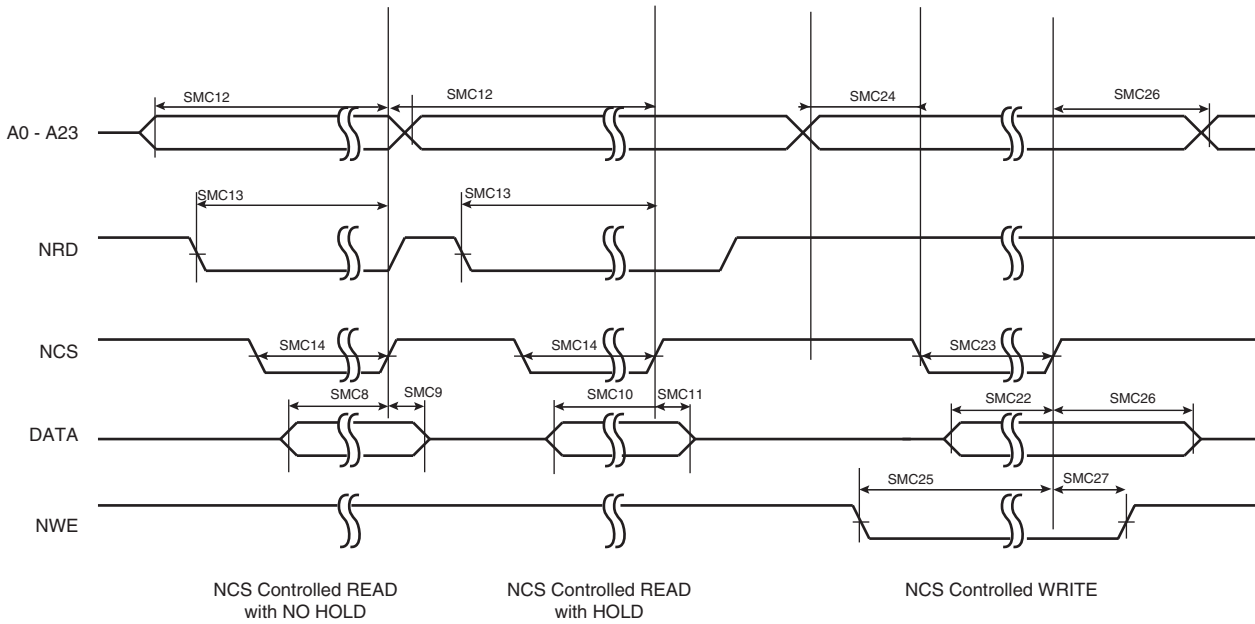 SMC12
SMC12
SMC24
SMC26
A0 - A23
SMC13
SMC13
NRD
NCS
SMC14
SMC14
SMC23
SMC8
SMC9
SMC10
SMC11
SMC22
SMC26
DATA
SMC25
SMC27
NWE
NCS Controlled READ
with NO HOLD
NCS Controlled READ
with HOLD
NCS Controlled WRITE